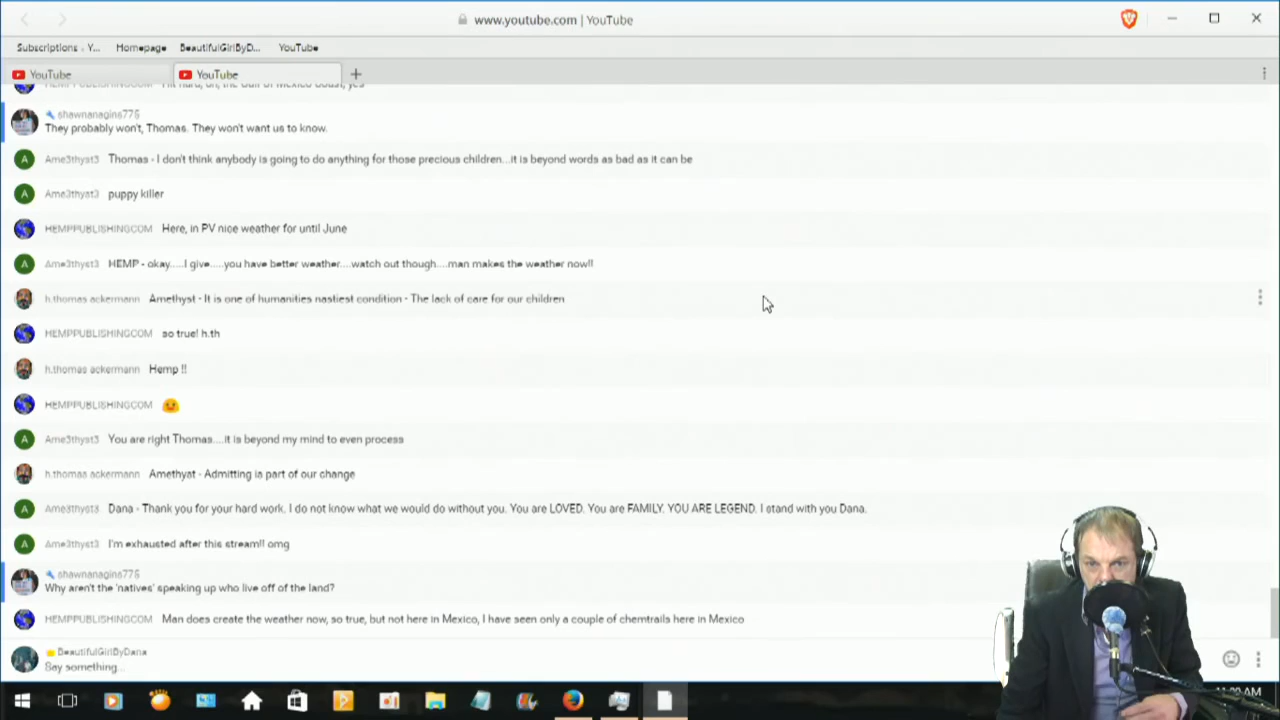 www.youtube.com | YouTube
Subscriptions - Y... Homepage BeautifulGirlByD... YouTube
YouTube YouTube
shawnanagins775
They probably won't, Thomas. They won't want us to know.
Ame3thyst3 Thomas - I don't think anybody is going to do anything for those precious children...it is beyond words as bad as it can be
Ame3thyst3 puppy killer
HEMPPUBLISHINGCOM Here, in PV nice weather for until June
Ame3thyst3 HEMP - okay.....I give.....you have better weather....watch out though....man makes the weather now!!
h.thomas ackermann Amethyst - It is one of humanities nastiest condition - The lack of care for our children
HEMPPUBLISHINGCOM so true! h.th
h.thomas ackermann Hemp !!
HEMPPUBLISHINGCOM
Ame3thyst3 You are right Thomas....it is beyond my mind to even process
h.thomas ackermann Amethyst - Admitting is part of our change
Ame3thyst3 Dana - Thank you for your hard work. I do not know what we would do without you. You are LOVED. You are FAMILY. YOU ARE LEGEND. I stand with you Dana.
Ame3thyst3 I'm exhausted after this stream!! omg
shawnanagins775
Why aren't the 'natives' speaking up who live off of the land?
HEMPPUBLISHINGCOM Man does create the weather now, so true, but not here in Mexico, I have seen only a couple of chemtrails here in Mexico
BeautifulGirlByDana
Say something...